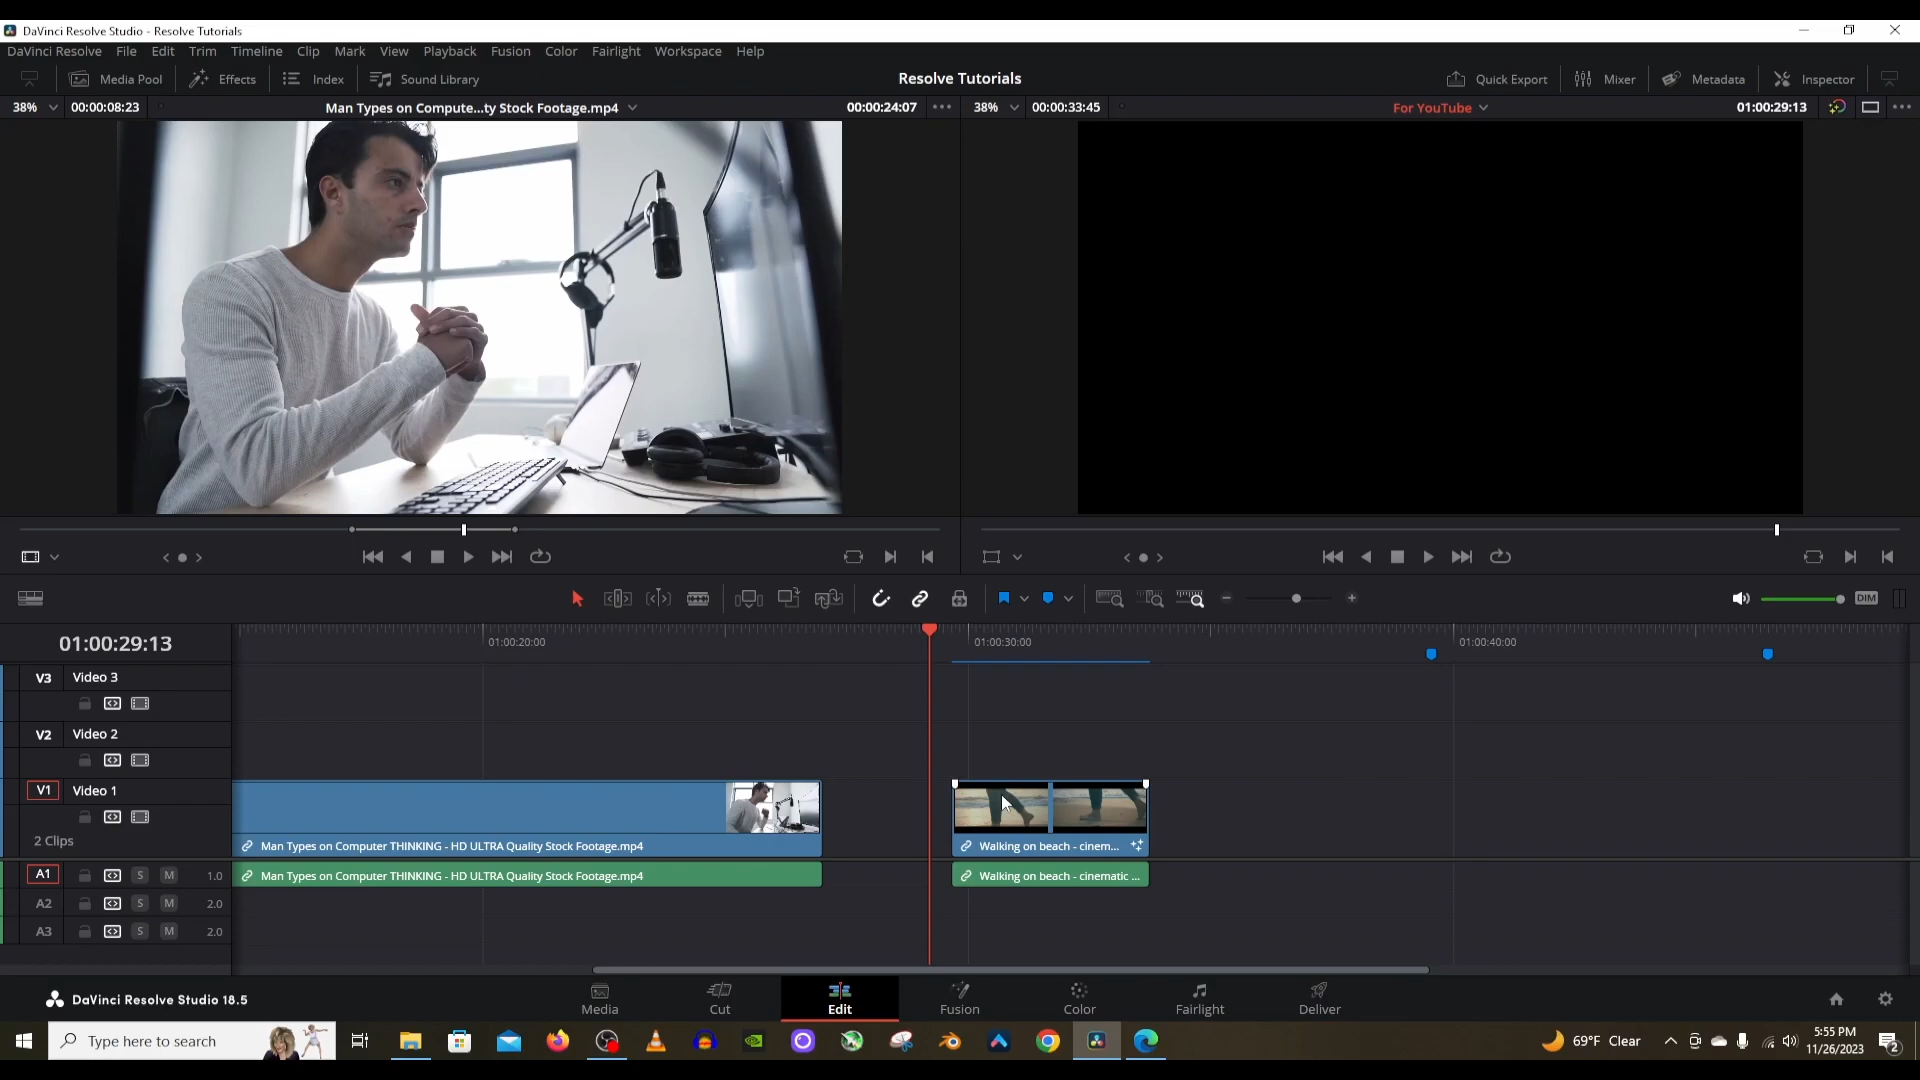 DaVinci Resolve Studio - Resolve Tutorials
DaVinci Resolve File Edit Trim Timeline Clip Mark View Playback Fusion Color Fairlight Workspace Help
Media Pool Effects Index Sound Library Resolve Tutorials Quick Export Mixer Metadata Inspector
38% 00:00:08:23 Man Types on Compute...ty Stock Footage.mp4 00:00:24:07 ••• 38% 00:00:33:45 For YouTube 01:00:29:13 •••
DIM
01:00:29:13 01:00:20:00 01:00:30:00 01:00:40:00
V3 Video 3
V2 Video 2
V1 Video 1
2 Clips
Man Types on Computer THINKING - HD ULTRA Quality Stock Footage.mp4 Walking on beach - cinem...
A1 S M 1.0 Man Types on Computer THINKING - HD ULTRA Quality Stock Footage.mp4 Walking on beach - cinematic ...
A2 S M 2.0
A3 S M 2.0
DaVinci Resolve Studio 18.5 Media Cut Edit Fusion Color Fairlight Deliver
Type here to search 69°F Clear 5:55 PM
11/26/2023 2